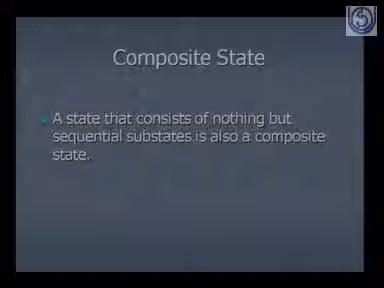 Composite State
A state that consists of nothing but
sequential substates is also a composite
state.